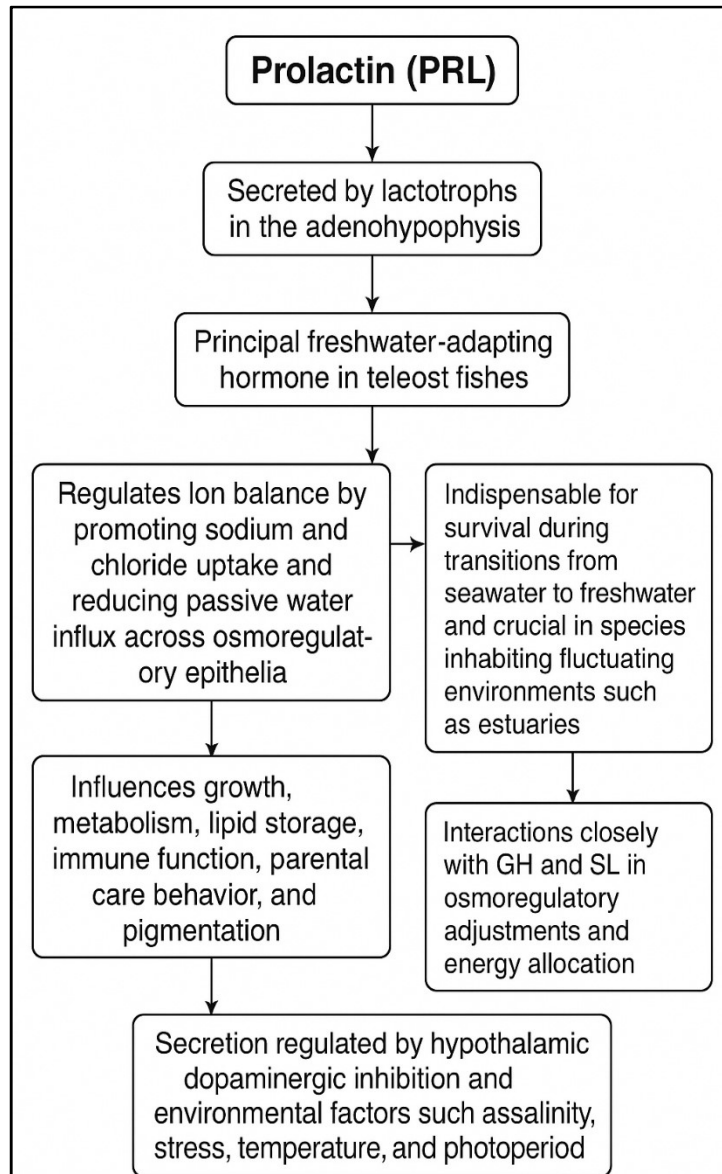 Prolactin (PRL)
Secreted by lactotrophs
in the adenohypophysis
Principal freshwater-adapting
hormone in teleost fishes
Regulates Ion balance by
promoting sodium and
chloride uptake and
reducing passive water
influx across osmoregulat-
ory epithelia
Indispensable for
survival during
transitions from
seawater to freshwater
and crucial in species
inhabiting fluctuating
environments such
as estuaries
Influences growth,
metabolism, lipid storage,
immune function, parental
care behavior, and
pigmentation
Interactions closely
with GH and SL in
osmoregulatory
adjustments and
energy allocation
Secretion regulated by hypothalamic
dopaminergic inhibition and
environmental factors such assalinity,
stress, temperature, and photoperiod